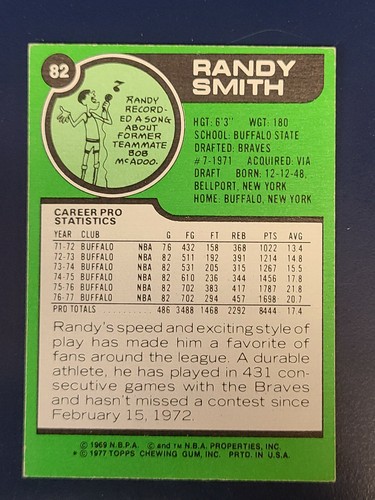 82
RANDY
SMITH
RANDY
RECORD-
ED A SONG
ABOUT
FORMER
TEAMMATE
BOB
McADOO.
HGT: 6'3" WGT: 180
SCHOOL: BUFFALO STATE
DRAFTED: BRAVES
#7-1971 ACQUIRED: VIA
DRAFT BORN: 12-12-48,
BELLPORT, NEW YORK
HOME: BUFFALO, NEW YORK
CAREER PRO
STATISTICS
YEAR CLUB G FG FT REB PTS AVG
71-72 BUFFALO NBA 76 432 158 368 1022 13.4
72-73 BUFFALO NBA 82 511 192 391 1214 14.8
73-74 BUFFALO NBA 82 531 205 315 1267 15.5
74-75 BUFFALO NBA 82 610 236 344 1456 17.8
75-76 BUFFALO NBA 82 702 383 417 1787 21.8
76-77 BUFFALO NBA 82 702 294 457 1698 20.7
PRO TOTALS 486 3488 1468 2292 8444 17.4
Randy's speed and exciting style of
play has made him a favorite of
fans around the league. A durable
athlete, he has played in 431 con-
secutive games with the Braves
and hasn't missed a contest since
February 15, 1972.
© 1969 N.B.P.A. © and TM N.B.A. PROPERTIES, INC.
* © 1977 TOPPS CHEWING GUM, INC. PRTD. IN U.S.A.